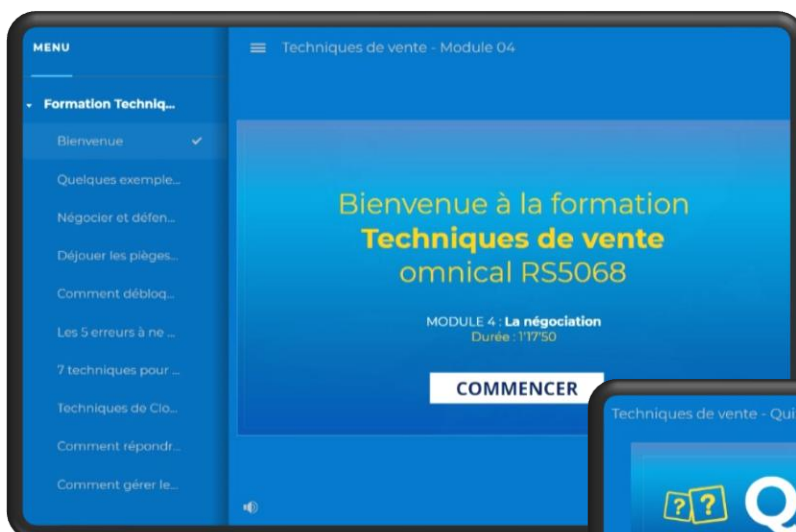 MENU
Formation Techniq...
Bienvenue
Quelques exemple...
Négocier et défen...
Déjouer les pièges...
Comment débloq...
Les 5 erreurs à ne ...
7 techniques pour ...
Techniques de Clo...
Comment répondr...
Comment gérer le...
Techniques de vente - Module 04
Bienvenue à la formation
Techniques de vente
omnical RS5068
MODULE 4 : La négociation
Durée : 1'17'50
COMMENCER
Techniques de vente - Qui
?? Q